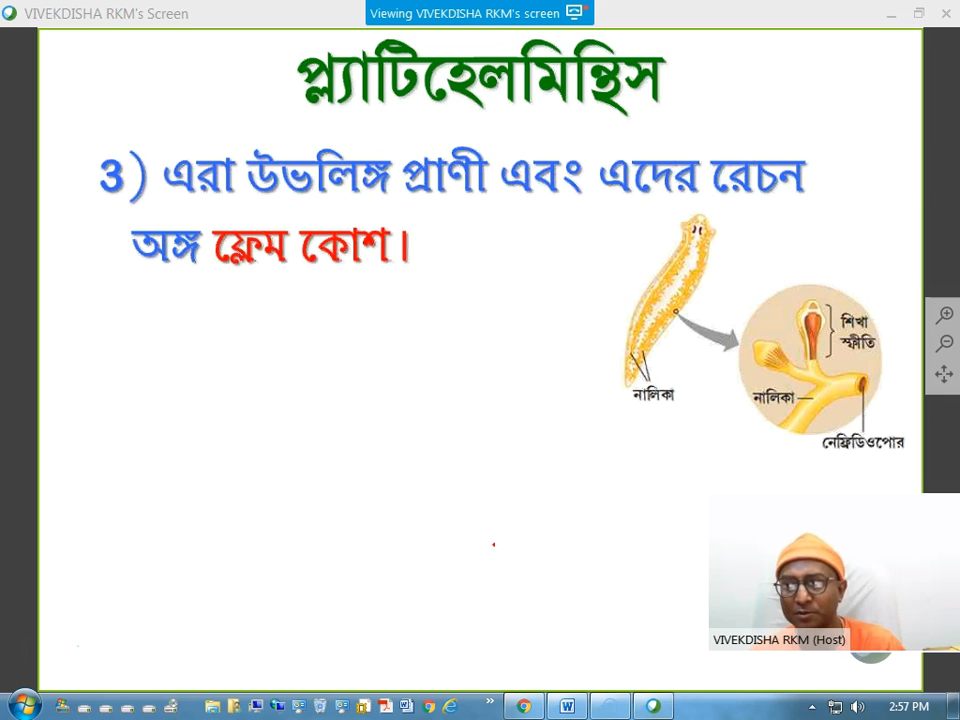 VIVEKDISHA RKM's Screen
Viewing VIVEKDISHA RKM's screen
প্ল্যাটিহেলমিন্থিস
3) এরা উভলিঙ্গ প্রাণী এবং এদের রেচন
অঙ্গ ফ্লেম কোশ।
শিখা
স্ফীতি
নালিকা
নালিকা
নেফ্রিডিওপোর
VIVEKDISHA RKM (Host)
2:57 PM